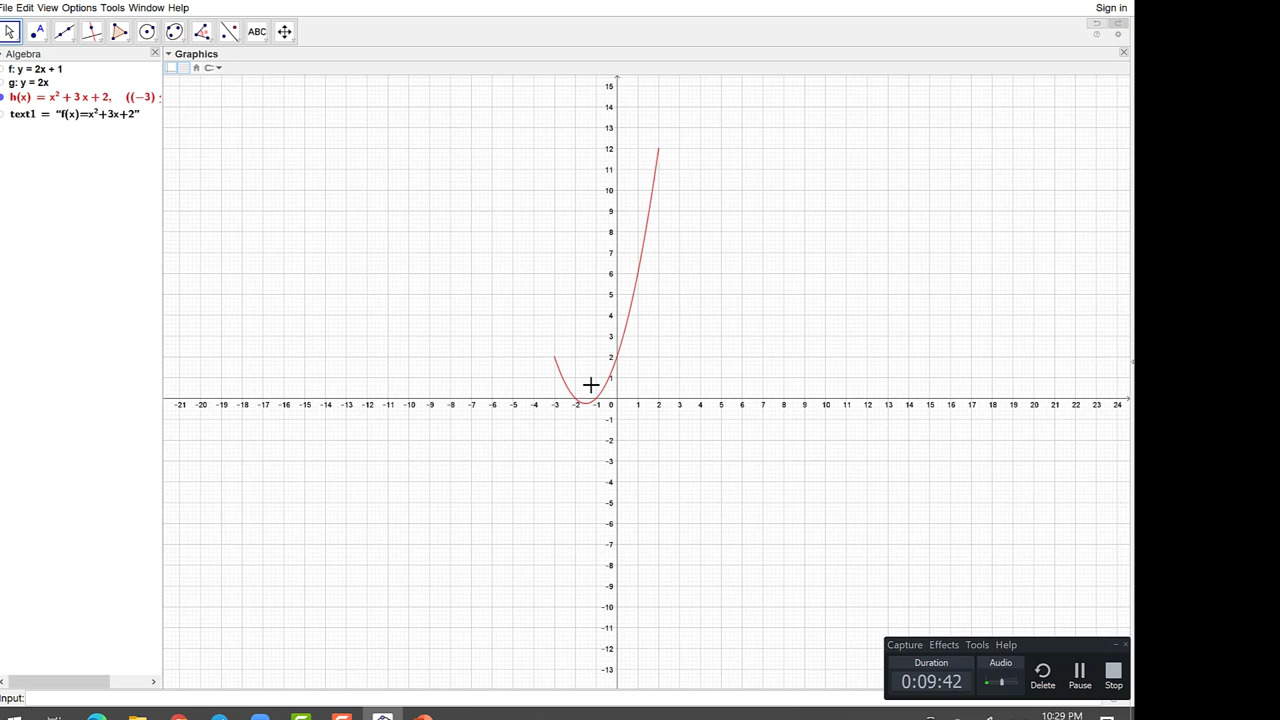 File Edit View Options Tools Window Help
Sign in
ABC
Algebra
Graphics
f: y = 2x + 1
g: y = 2x
h(x) = x² + 3 x + 2, ((−3)
text1 = “f(x)=x²+3x+2”
15
14
13
12
11
10
9
8
7
6
5
4
3
2
1
−21 −20 −19 −18 −17 −16 −15 −14 −13 −12 −11 −10 −9 −8 −7 −6 −5 −4 −3 −2 −1 0 1 2 3 4 5 6 7 8 9 10 11 12 13 14 15 16 17 18 19 20 21 22 23 24
−1
−2
−3
−4
−5
−6
−7
−8
−9
−10
−11
−12
−13
Capture Effects Tools Help
Duration
Audio
0:09:42
Delete Pause Stop
Input:
10:29 PM